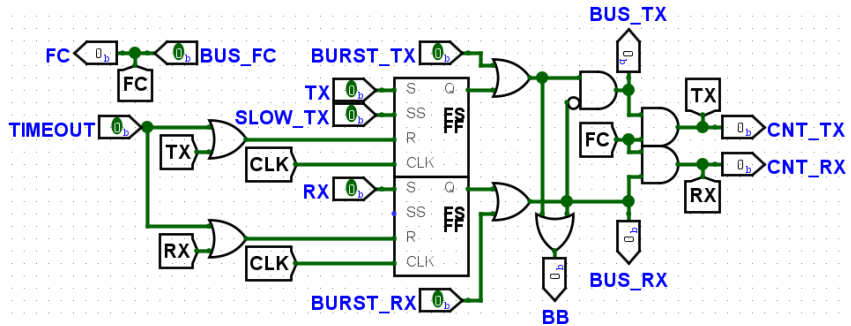 BUS_TX
FC 0b 0b BUS_FC
BURST_TX 0b
0b
FC
TX 0b
S Q
TX
SLOW_TX 0b
SS
FS
FF
TIMEOUT 0b
R
FC
0b CNT_TX
TX
CLK
CLK
0b CNT_RX
RX 0b
S Q
RX
SS
FS
FF
R
RX
CLK
CLK
0b
BUS_RX
0b
BURST_RX 0b
BB